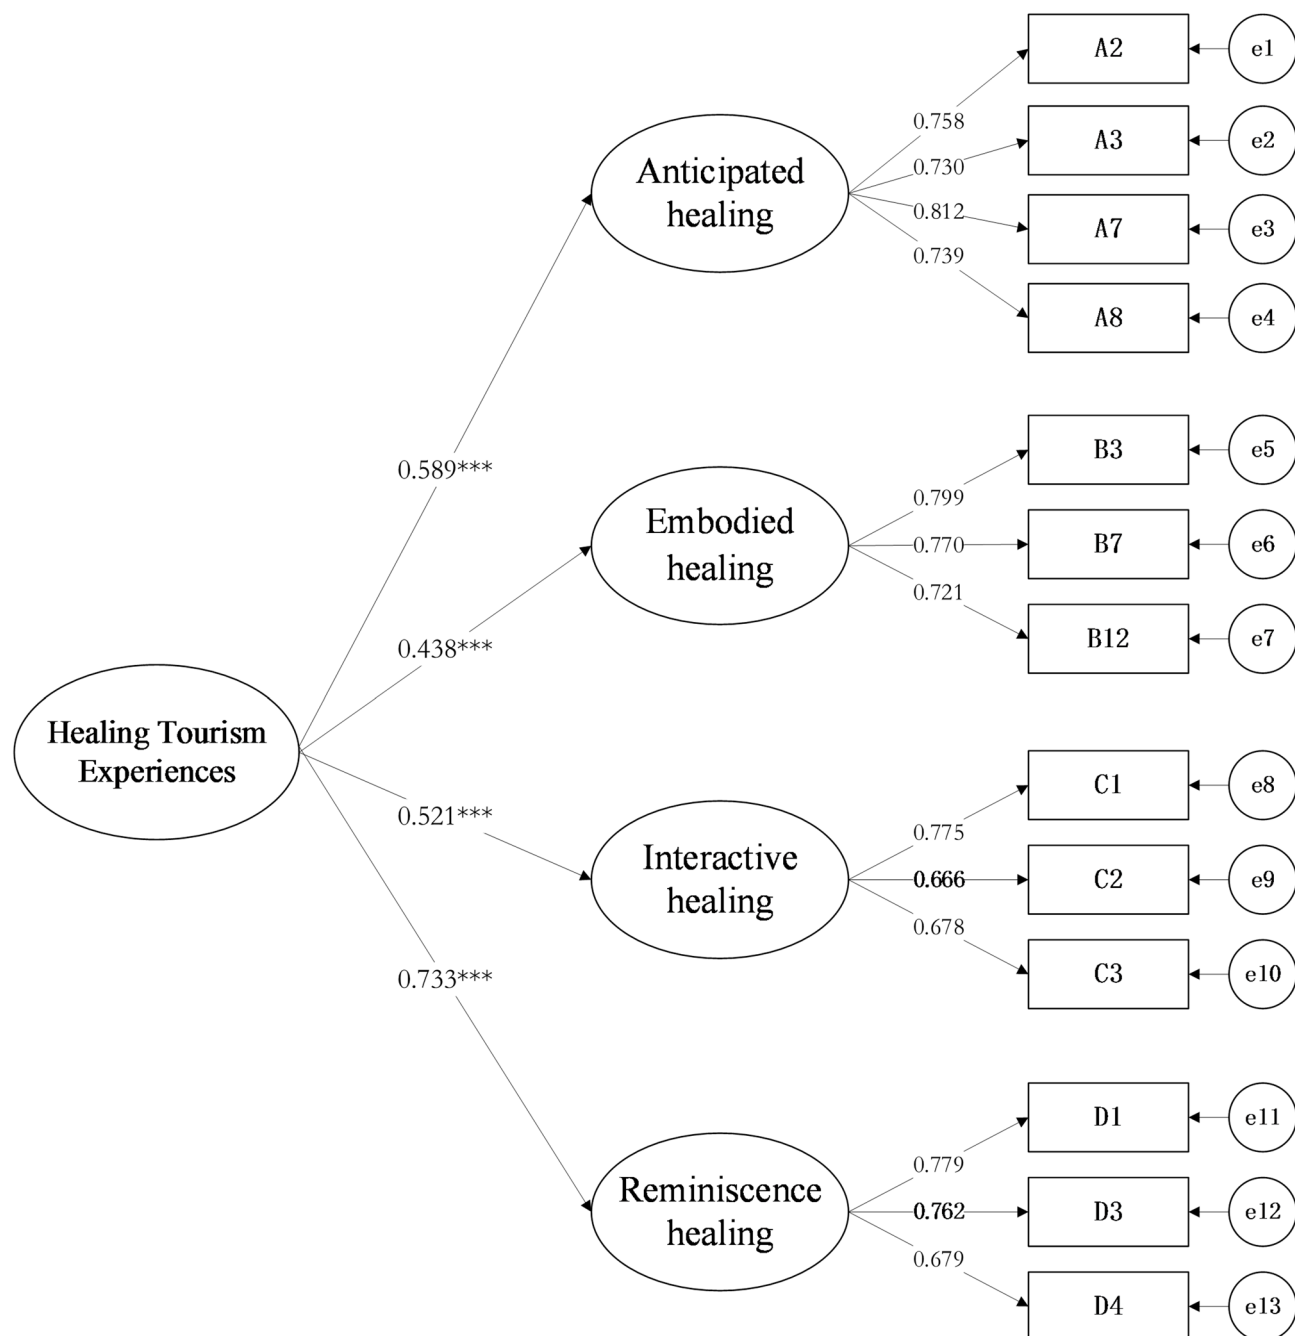 A2
e1
0.758
A3
e2
0.730
Anticipated
healing
0.812
A7
e3
0.739
A8
e4
0.589***
B3
e5
0.799
Embodied
healing
0.770
B7
e6
0.721
B12
e7
0.438***
Healing Tourism
Experiences
C1
e8
0.775
0.521***
Interactive
healing
0.666
C2
e9
0.678
C3
e10
0.733***
D1
e11
0.779
Reminiscence
healing
0.762
D3
e12
0.679
D4
e13